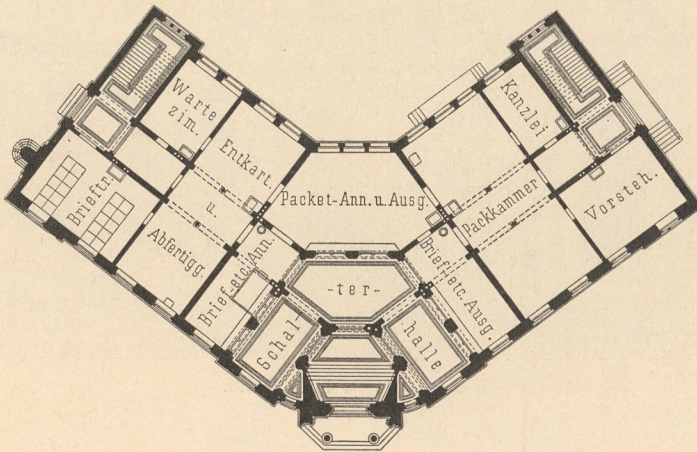 Warte
zim.
Entkart.
u.
Abferügg.
Brieftr.
Packet-Ann. u. Ausg.
Kanzlei
Packkammer
Vorsteh.
Brief-etc. Ann.
Brief-etc. Ausg.
Schal
-ter-
halle